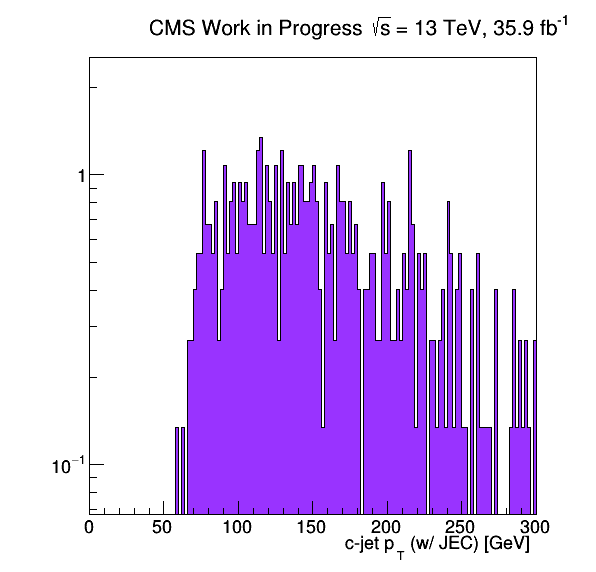 CMS Work in Progress √s = 13 TeV, 35.9 fb⁻¹
1
10⁻¹
0 50 100 150 200 250 300
c-jet p_T (w/ JEC) [GeV]